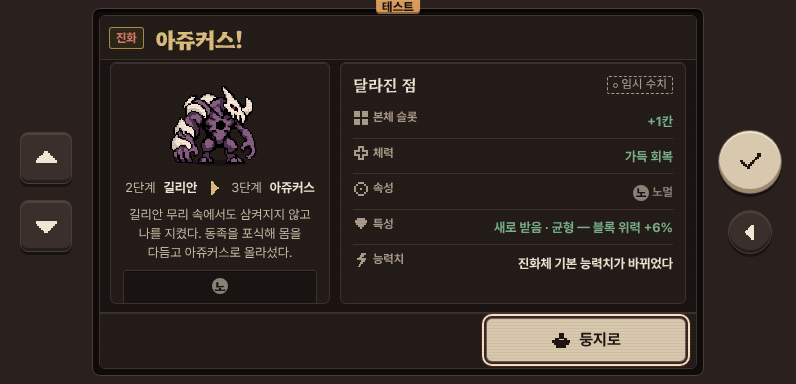 테스트
진화 아쥬커스!
2단계 길리안 3단계 아쥬커스
길리안 무리 속에서도 삼켜지지 않고
나를 지켰다. 동족을 포식해 몸을
다듬고 아쥬커스로 올라섰다.
노
달라진 점 임시 수치
본체 슬롯 +1칸
체력 가득 회복
속성 노 노멀
특성 새로 받음 · 균형 — 블록 위력 +6%
능력치 진화체 기본 능력치가 바뀌었다
둥지로